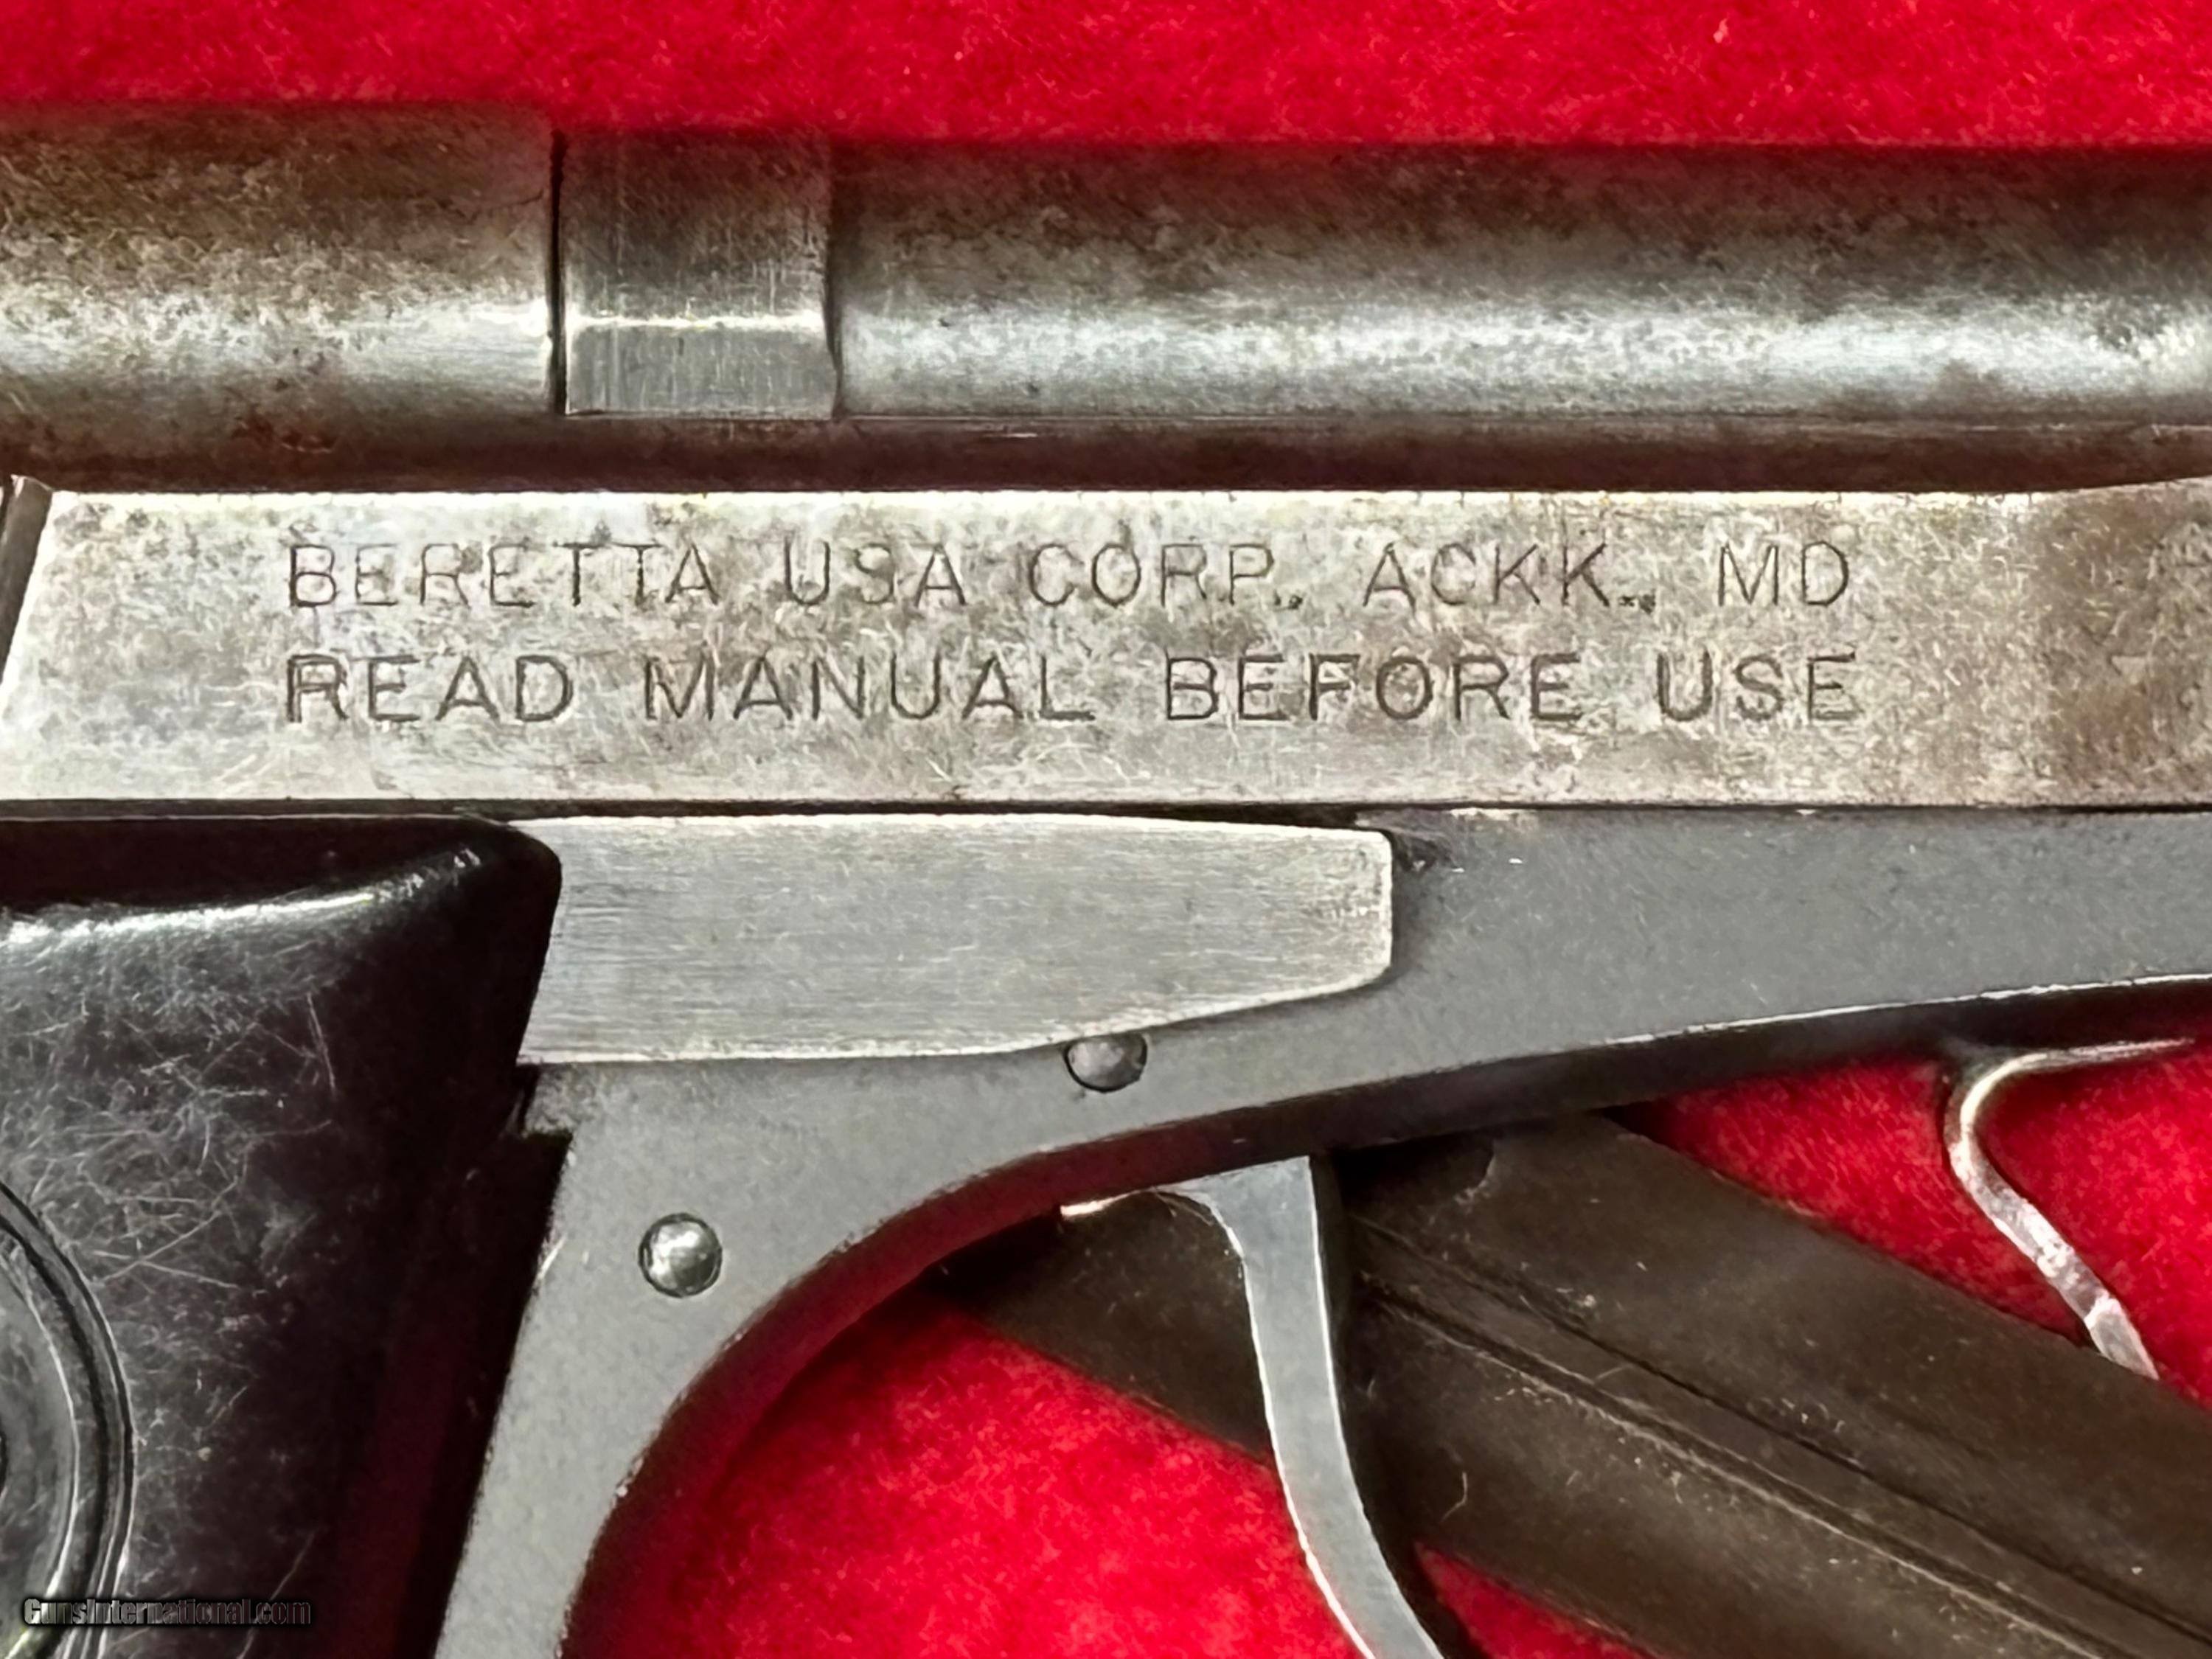 BERETTA USA CORP., ACKK., MD
READ MANUAL BEFORE USE
GunsInternational.com